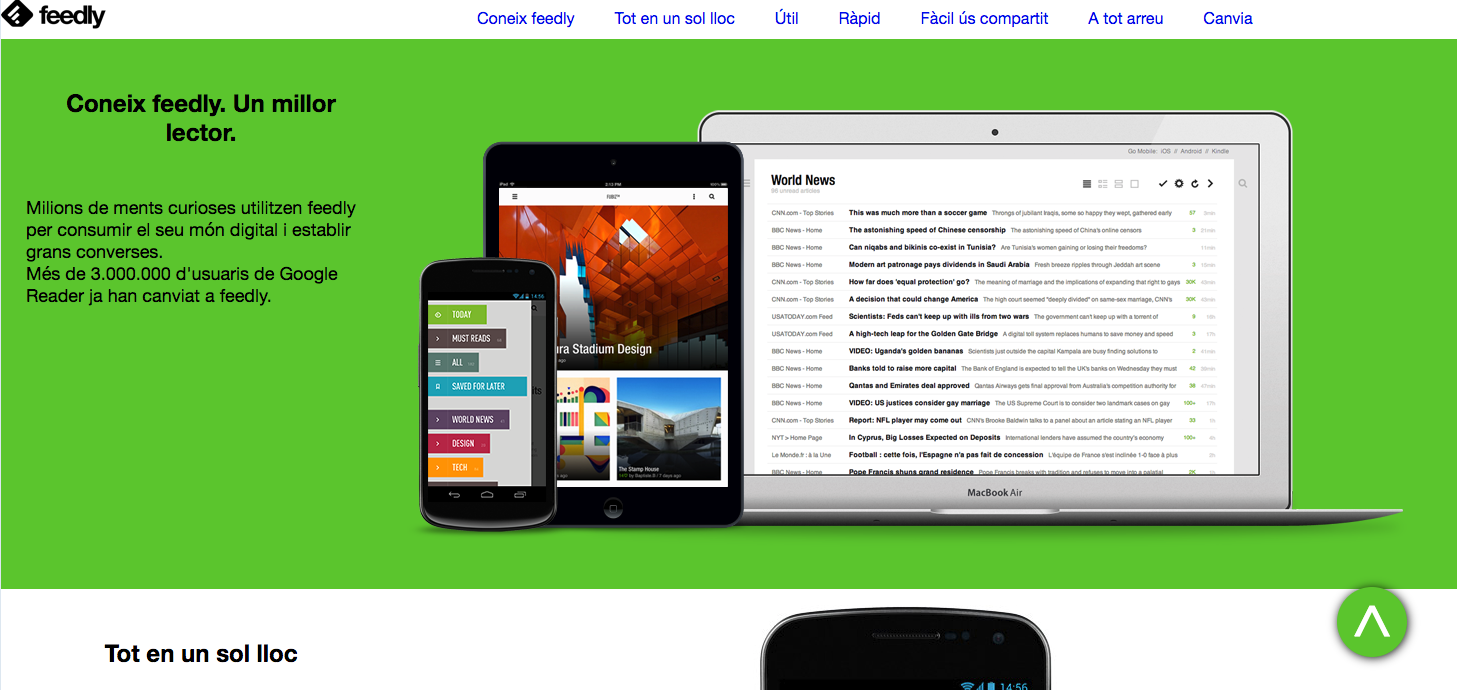 feedly
Coneix feedly Tot en un sol lloc Útil Ràpid Fàcil ús compartit A tot arreu Canvia
Coneix feedly. Un millor
lector.
Milions de ments curioses utilitzen feedly
per consumir el seu món digital i establir
grans converses.
Més de 3.000.000 d'usuaris de Google
Reader ja han canviat a feedly.
14:56
TODAY
MUST READS
ALL
SAVED FOR LATER
WORLD NEWS
DESIGN
TECH
iPad 2:13 PM 100%
ra Stadium Design
The Stamp House
Go Mobile: iOS // Android // Kindle
World News
96 unread articles
CNN.com - Top Stories This was much more than a soccer game Throngs of jubilant Iraqis, some so happy they wept, gathered early 57 3min
BBC News - Home The astonishing speed of Chinese censorship The astonishing speed of China's online censors 3 21min
BBC News - Home Can niqabs and bikinis co-exist in Tunisia? Are Tunisia's women gaining or losing their freedoms? 11min
BBC News - Home Modern art patronage pays dividends in Saudi Arabia Fresh breeze ripples through Jeddah art scene 3 10min
CNN.com - Top Stories How far does 'equal protection' go? The meaning of marriage and the implications of expanding that right to gays 30K
CNN.com - Top Stories A decision that could change America The high court seemed "deeply divided" on same-sex marriage, CNN's 30K
USATODAY.com Feed Scientists: Feds can't keep up with ills from two wars The government can't keep up with a torrent of 9
USATODAY.com Feed A high-tech leap for the Golden Gate Bridge A digital toll system replaces humans to save money and speed 3 17h
BBC News - Home VIDEO: Uganda's golden bananas Scientists just outside the capital Kampala are busy finding solutions to 2 41min
BBC News - Home Banks told to raise more capital The Bank of England is expected to tell the UK's banks on Wednesday they must 42
BBC News - Home Qantas and Emirates deal approved Qantas Airways gets final approval from Australia's competition authority for 38 47min
BBC News - Home VIDEO: US justices consider gay marriage The US Supreme Court is to consider two landmark cases on gay 100+ 17h
CNN.com - Top Stories Report: NFL player may come out CNN's Brooke Baldwin talks to a panel about an article stating an NFL player 33 1h
NYT > Home Page In Cyprus, Big Losses Expected on Deposits International lenders have assumed the country's economy 100+
Le Monde.fr : à la Une Football : cette fois, l'Espagne n'a pas fait de concession L'équipe de France s'est inclinée 1-0 face à plus 2h
BBC News - Home Pope Francis shuns grand residence Pope Francis breaks with tradition and refuses to move into a palatial 2K 1h
MacBook Air
Tot en un sol lloc
14:56